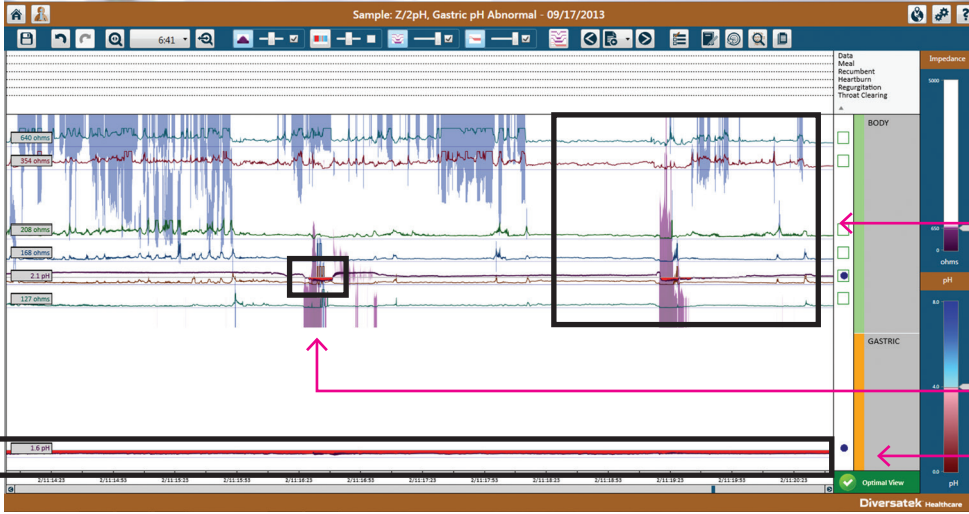 Sample: Z/2pH, Gastric pH Abnormal - 09/17/2013
6:41
Data
Meal
Recumbent
Heartburn
Regurgitation
Throat Clearing
Impedance
5000
BODY
640 ohms
354 ohms
208 ohms
168 ohms
2.1 pH
127 ohms
0
ohms
pH
8.0
GASTRIC
4.0
1.6 pH
0.0
pH
2/11:14:23
2/11:14:53
2/11:15:23
2/11:15:53
2/11:16:23
2/11:16:53
2/11:17:23
2/11:17:53
2/11:18:23
2/11:18:53
2/11:19:23
2/11:19:53
2/11:20:23
Optimal View
Diversatek Healthcare